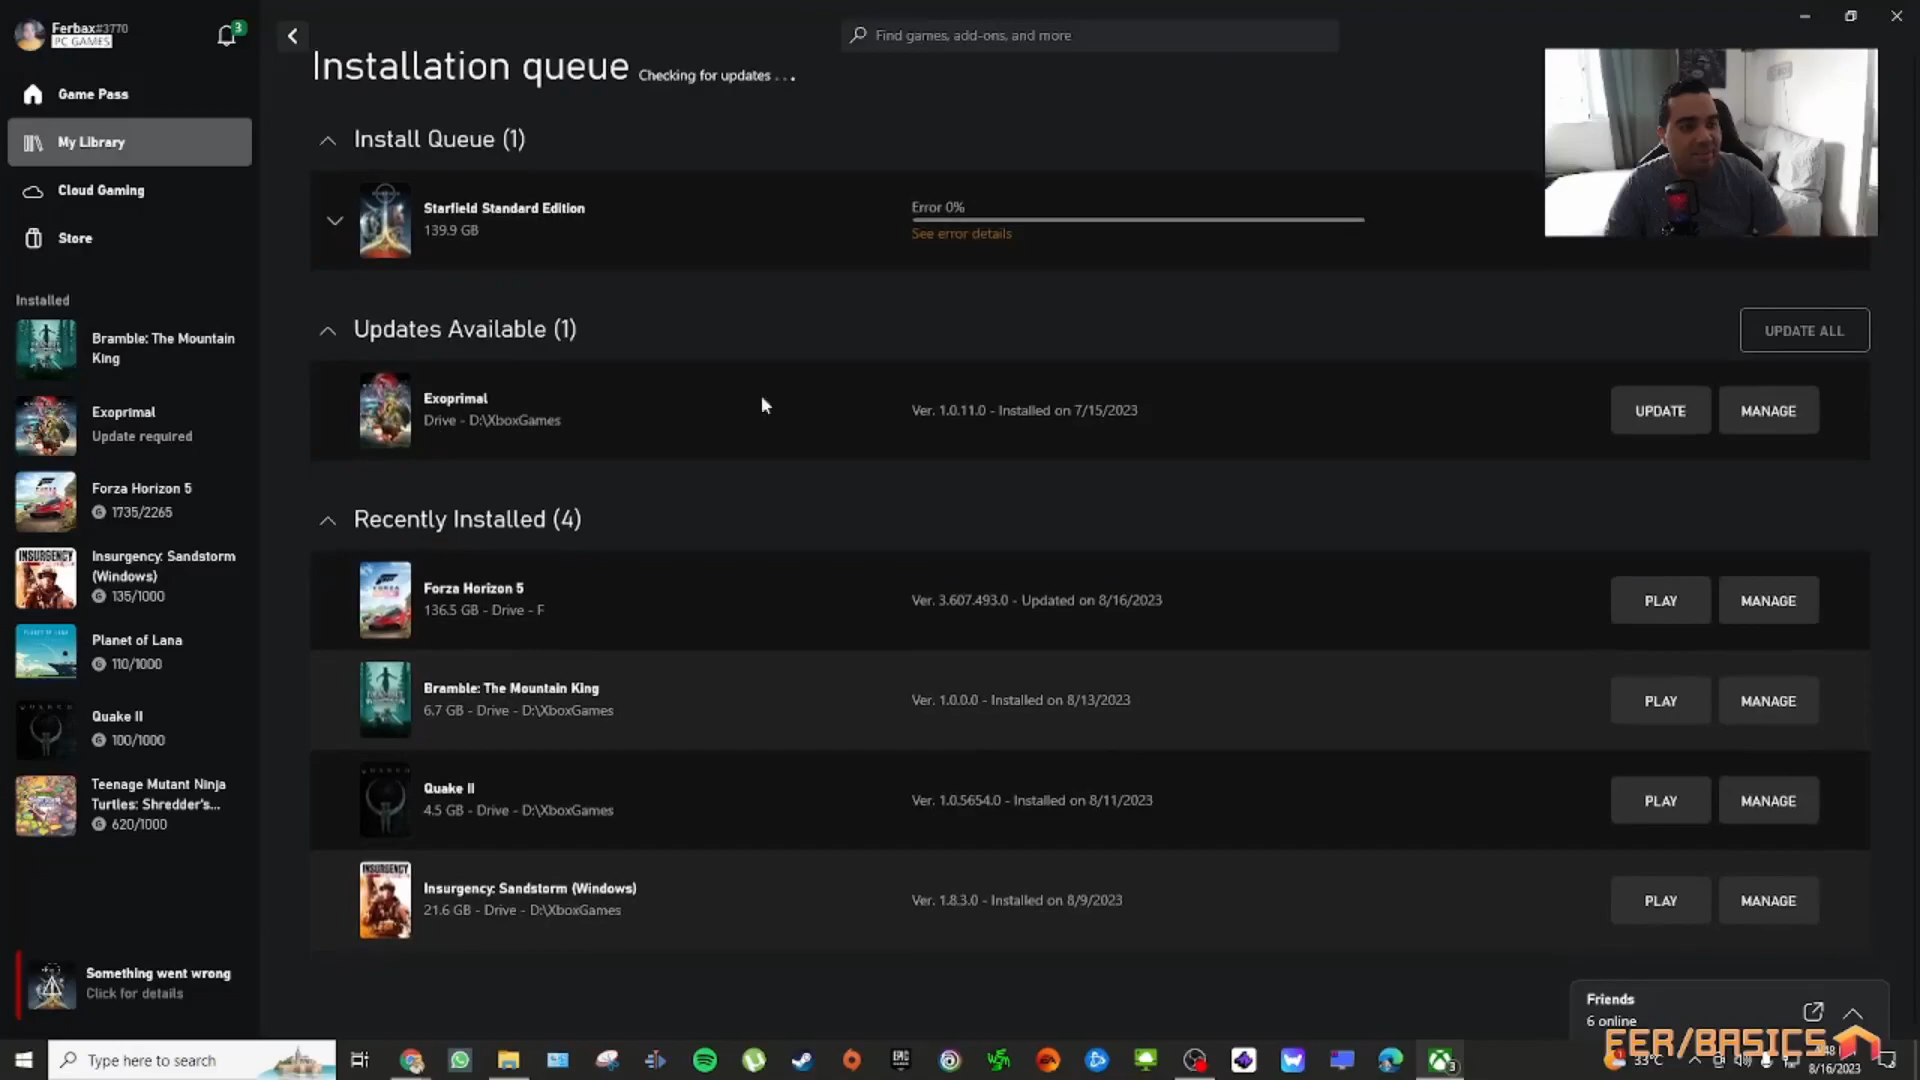 Ferbax#3770
PC GAMES
3
Find games, add-ons, and more
Installation queue Checking for updates . . .
Game Pass
My Library
Cloud Gaming
Store
Installed
Bramble: The Mountain
King
Exoprimal
Update required
Forza Horizon 5
1735/2265
Insurgency: Sandstorm
(Windows)
135/1000
Planet of Lana
110/1000
Quake II
100/1000
Teenage Mutant Ninja
Turtles: Shredder's...
620/1000
Something went wrong
Click for details
Install Queue (1)
Starfield Standard Edition
139.9 GB
Error 0%
See error details
Updates Available (1)
UPDATE ALL
Exoprimal
Drive - D:\XboxGames
Ver. 1.0.11.0 - Installed on 7/15/2023
UPDATE
MANAGE
Recently Installed (4)
Forza Horizon 5
136.5 GB - Drive - F
Ver. 3.607.493.0 - Updated on 8/16/2023
PLAY
MANAGE
Bramble: The Mountain King
6.7 GB - Drive - D:\XboxGames
Ver. 1.0.0.0 - Installed on 8/13/2023
PLAY
MANAGE
Quake II
4.5 GB - Drive - D:\XboxGames
Ver. 1.0.5654.0 - Installed on 8/11/2023
PLAY
MANAGE
INSURGENCY
Insurgency: Sandstorm (Windows)
21.6 GB - Drive - D:\XboxGames
Ver. 1.8.3.0 - Installed on 8/9/2023
PLAY
MANAGE
Friends
6 online
FER/BASICS
Type here to search
33°C
8/16/2023